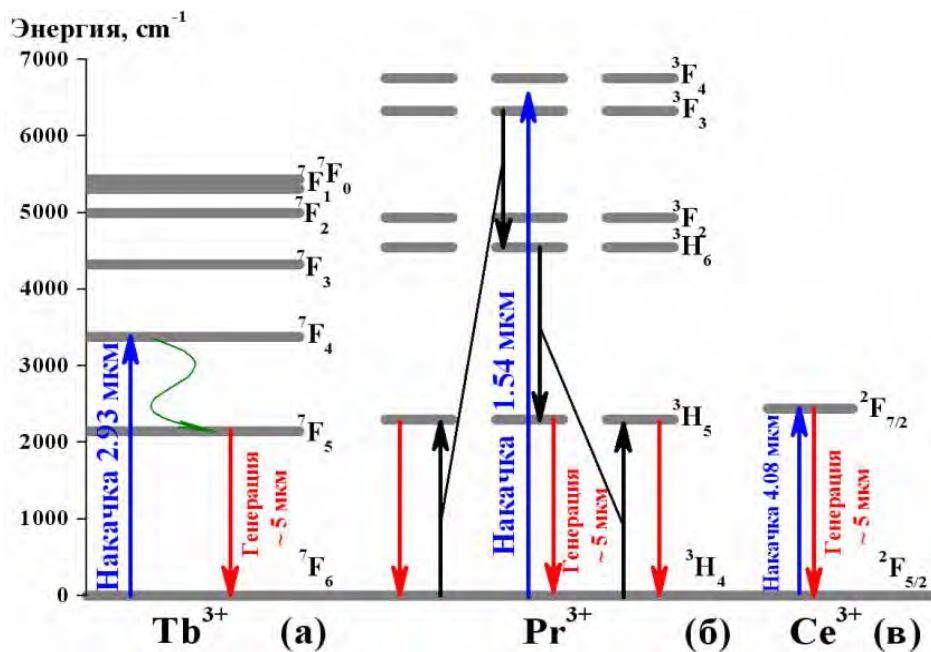 Энергия, cm⁻¹
7000
6000
5000
4000
3000
2000
1000
0
⁷F₀
⁷F₁
⁷F₂
⁷F₃
⁷F₄
⁷F₅
⁷F₆
Накачка 2.93 мкм
Генерация
~ 5 мкм
Tb³⁺ (а)
³F₄
³F₃
³F₂
³H₆
³H₅
³H₄
Накачка 1.54 мкм
Генерация
~ 5 мкм
Pr³⁺ (б)
²F₇/₂
²F₅/₂
Накачка 4.08 мкм
Генерация
~ 5 мкм
Ce³⁺ (в)